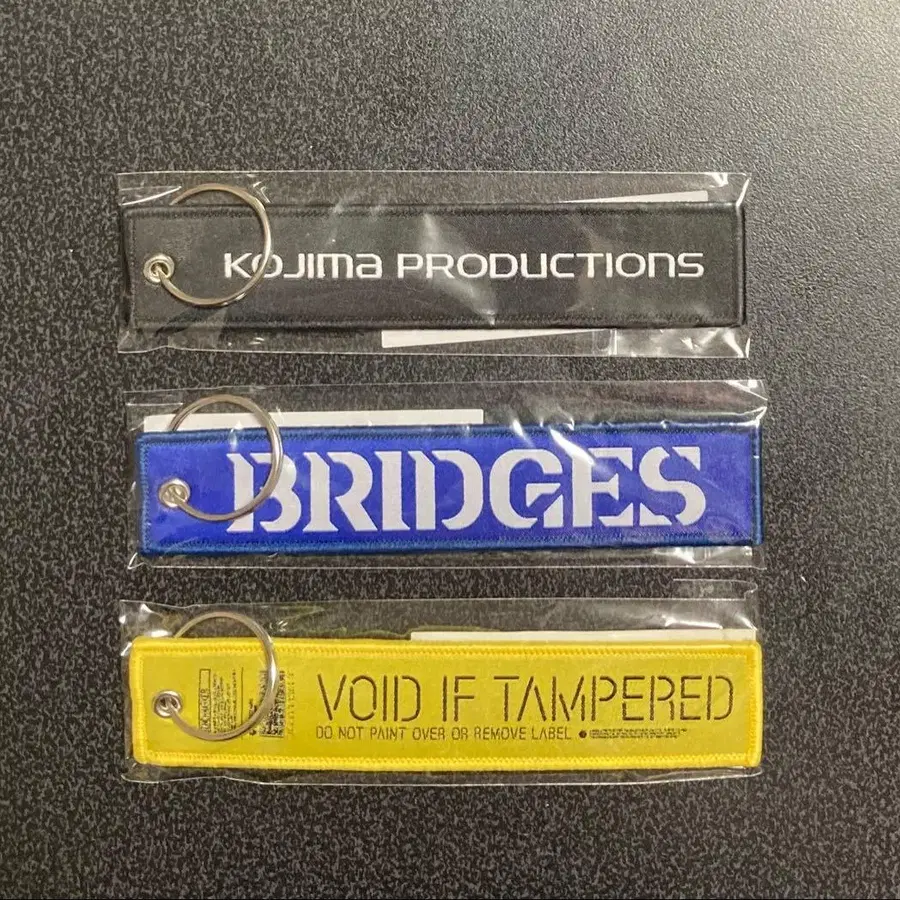 KOJIMA PRODUCTIONS
BRIDGES
VOID IF TAMPERED
DO NOT PAINT OVER OR REMOVE LABEL